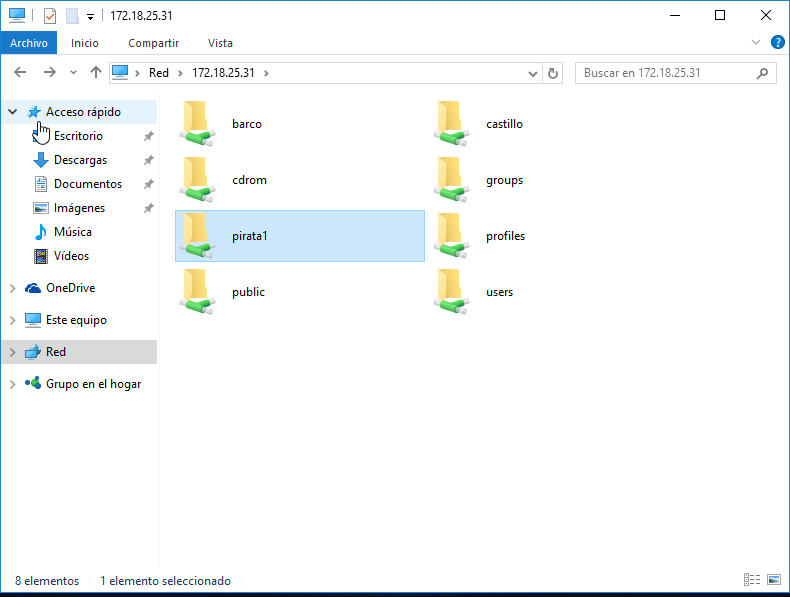 172.18.25.31
Archivo Inicio Compartir Vista
Red 172.18.25.31 Buscar en 172.18.25.31
Acceso rápido
Escritorio
Descargas
Documentos
Imágenes
Música
Vídeos
OneDrive
Este equipo
Red
Grupo en el hogar
barco castillo
cdrom groups
pirata1 profiles
public users
8 elementos 1 elemento seleccionado